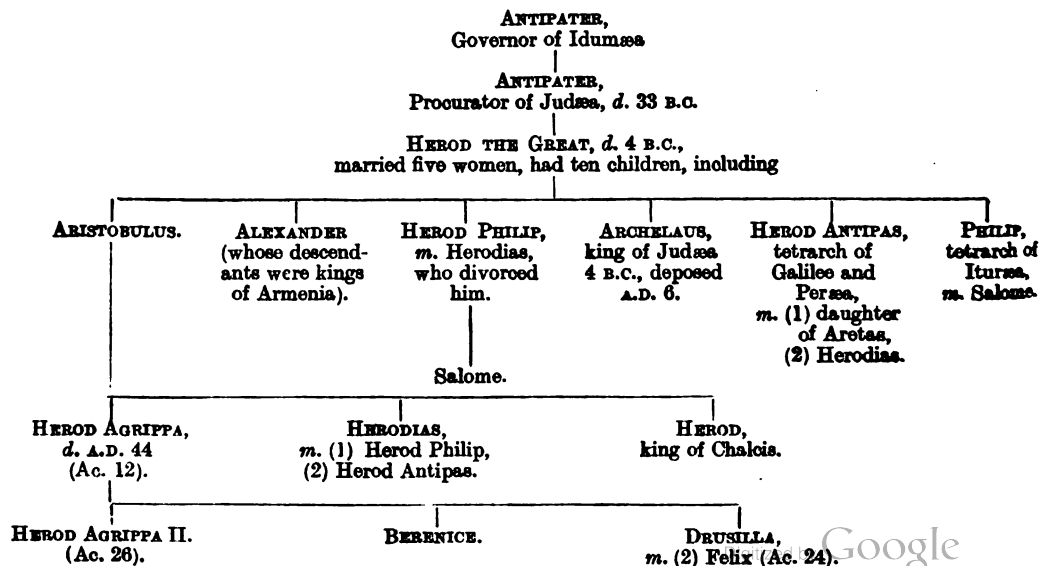 ANTIPATER,
Governor of Idumæa
ANTIPATER,
Procurator of Judæa, d. 33 B.C.
HEROD THE GREAT, d. 4 B.C.,
married five women, had ten children, including
ARISTOBULUS.
ALEXANDER
(whose descend-
ants were kings
of Armenia).
HEROD PHILIP,
m. Herodias,
who divorced
him.
ARCHELAUS,
king of Judæa
4 B.C., deposed
A.D. 6.
HEROD ANTIPAS,
tetrarch of
Galilee and
Peræa,
m. (1) daughter
of Aretas,
(2) Herodias.
PHILIP,
tetrarch of
Ituræa,
m. Salome.
Salome.
HEROD AGRIPPA,
d. A.D. 44
(Ac. 12).
HERODIAS,
m. (1) Herod Philip,
(2) Herod Antipas.
HEROD,
king of Chalcis.
HEROD AGRIPPA II.
(Ac. 26).
BERENICE.
DRUSILLA,
m. (2) Felix (Ac. 24).
Digitized by Google